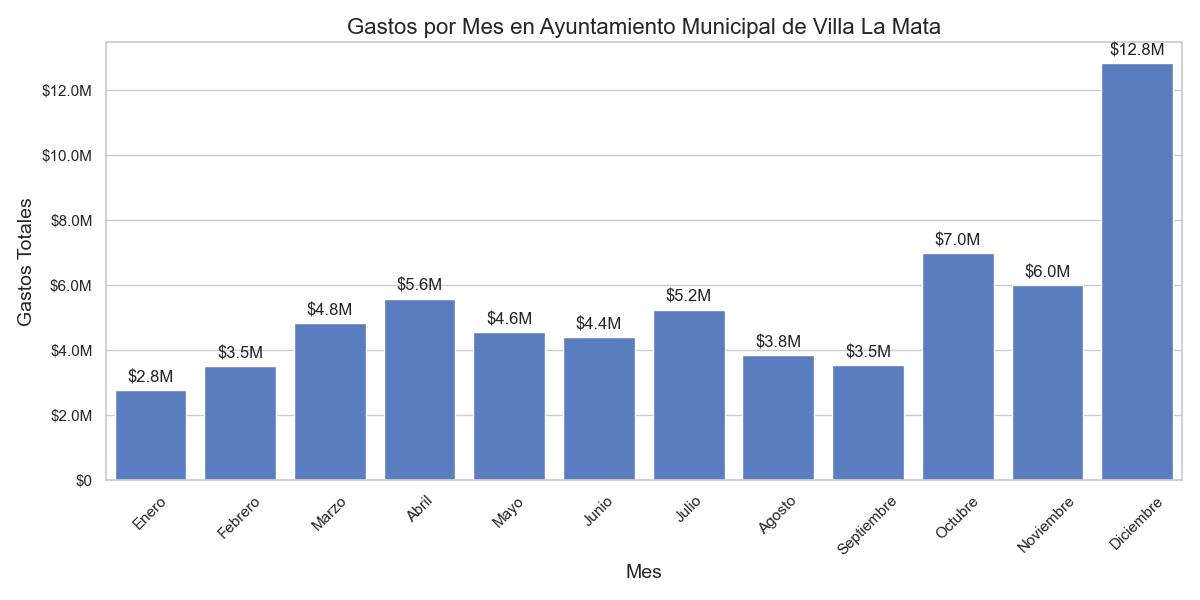 Gastos por Mes en Ayuntamiento Municipal de Villa La Mata
Gastos Totales
$12.0M
$10.0M
$8.0M
$6.0M
$4.0M
$2.0M
$0
$2.8M
$3.5M
$4.8M
$5.6M
$4.6M
$4.4M
$5.2M
$3.8M
$3.5M
$7.0M
$6.0M
$12.8M
Enero
Febrero
Marzo
Abril
Mayo
Junio
Julio
Agosto
Septiembre
Octubre
Noviembre
Diciembre
Mes